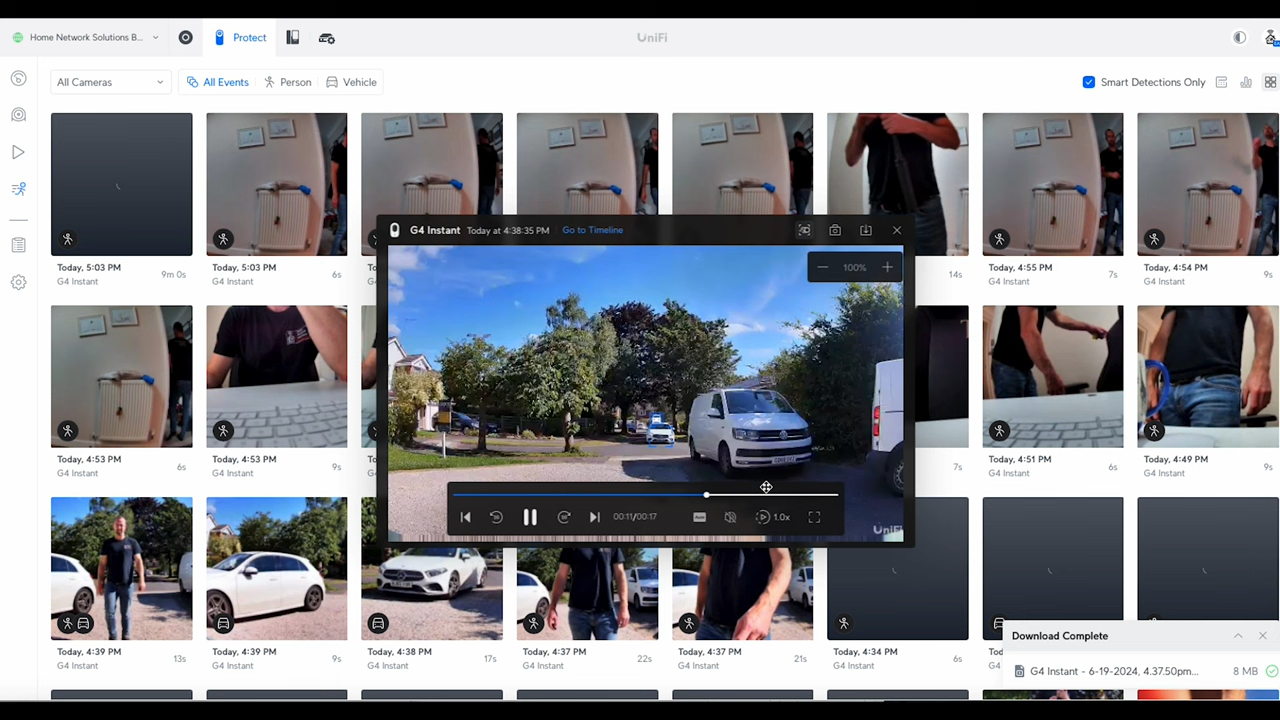 Home Network Solutions B...
Protect
UniFi
All Cameras
All Events
Person
Vehicle
Smart Detections Only
G4 Instant Today at 4:38:35 PM Go to Timeline
100%
00:11/00:17
1.0x
UniFi
Today, 5:03 PM 9m 0s
G4 Instant
Today, 5:03 PM 6s
G4 Instant
14s
Today, 4:55 PM 7s
G4 Instant
Today, 4:54 PM 9s
G4 Instant
Today, 4:53 PM 6s
G4 Instant
Today, 4:53 PM 9s
G4 Instant
7s
Today, 4:51 PM 6s
G4 Instant
Today, 4:49 PM 9s
G4 Instant
Today, 4:39 PM 13s
G4 Instant
Today, 4:39 PM 9s
G4 Instant
Today, 4:38 PM 17s
G4 Instant
Today, 4:37 PM 22s
G4 Instant
Today, 4:37 PM 21s
G4 Instant
Today, 4:34 PM 6s
G4 Instant
Download Complete
G4 Instant - 6-19-2024, 4.37.50pm... 8 MB